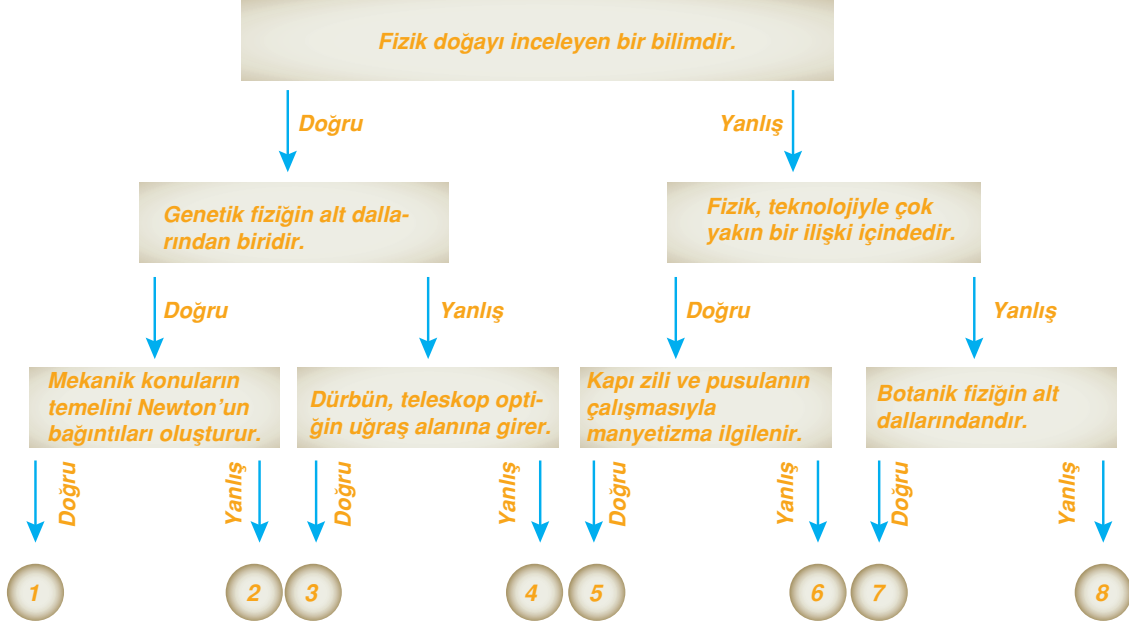 Fizik doğayı inceleyen bir bilimdir.
Doğru
Yanlış
Genetik fiziğin alt dalla-
rından biridir.
Fizik, teknolojiyle çok
yakın bir ilişki içindedir.
Doğru
Yanlış
Doğru
Yanlış
Mekanik konuların
temelini Newton’un
bağıntıları oluşturur.
Dürbün, teleskop opti-
ğin uğraş alanına girer.
Kapı zili ve pusulanın
çalışmasıyla
manyetizma ilgilenir.
Botanik fiziğin alt
dallarındandır.
Doğru
Yanlış
Doğru
Yanlış
Doğru
Yanlış
Doğru
Yanlış
1
2
3
4
5
6
7
8